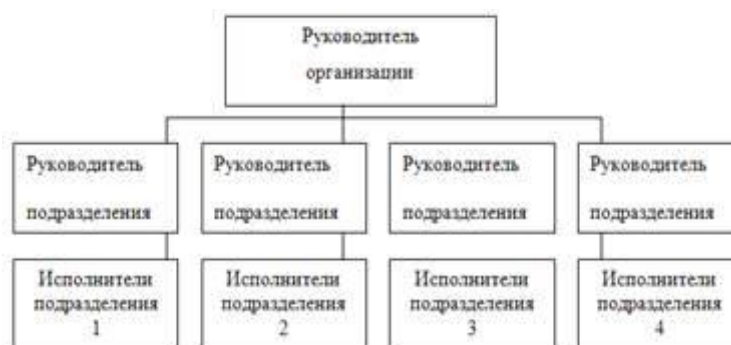 Руководитель
организации
Руководитель
подразделения
Руководитель
подразделения
Руководитель
подразделения
Руководитель
подразделения
Исполнители
подразделения
1
Исполнители
подразделения
2
Исполнители
подразделения
3
Исполнители
подразделения
4